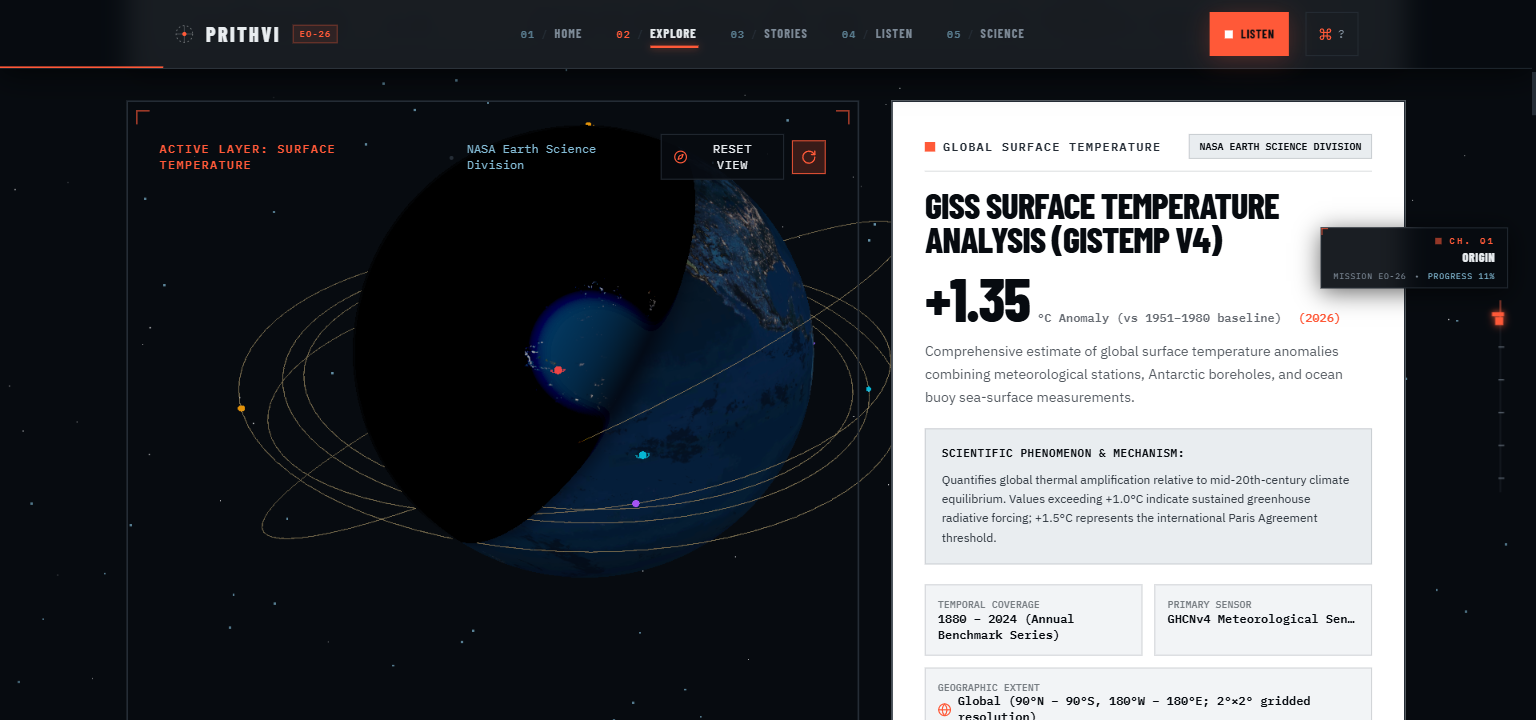 PRITHVI
EO-26
01 / HOME
02 / EXPLORE
03 / STORIES
04 / LISTEN
05 / SCIENCE
LISTEN
⌘ ?
ACTIVE LAYER: SURFACE
TEMPERATURE
NASA Earth Science
Division
RESET
VIEW
GLOBAL SURFACE TEMPERATURE
NASA EARTH SCIENCE DIVISION
GISS SURFACE TEMPERATURE
ANALYSIS (GISTEMP V4)
CH. 01
ORIGIN
MISSION EO-26 • PROGRESS 11%
+1.35 °C Anomaly (vs 1951–1980 baseline) (2026)
Comprehensive estimate of global surface temperature anomalies
combining meteorological stations, Antarctic boreholes, and ocean
buoy sea-surface measurements.
SCIENTIFIC PHENOMENON & MECHANISM:
Quantifies global thermal amplification relative to mid-20th-century climate
equilibrium. Values exceeding +1.0°C indicate sustained greenhouse
radiative forcing; +1.5°C represents the international Paris Agreement
threshold.
TEMPORAL COVERAGE
1880 – 2024 (Annual
Benchmark Series)
PRIMARY SENSOR
GHCNv4 Meteorological Sen…
GEOGRAPHIC EXTENT
Global (90°N – 90°S, 180°W – 180°E; 2°×2° gridded
resolution)